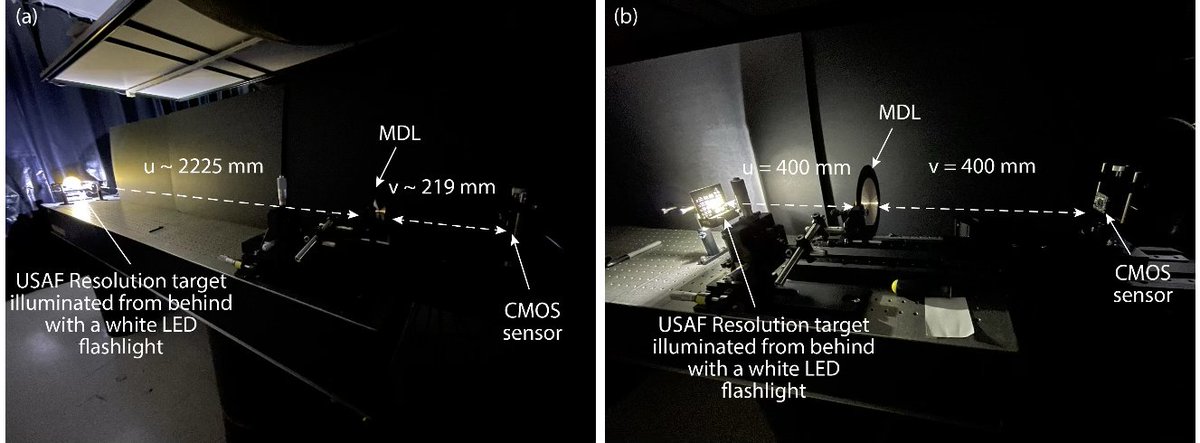 (a)
MDL
u ~ 2225 mm
v ~ 219 mm
USAF Resolution target
illuminated from behind
with a white LED
flashlight
CMOS
sensor
(b)
MDL
u = 400 mm
v = 400 mm
CMOS
sensor
USAF Resolution target
illuminated from behind
with a white LED
flashlight